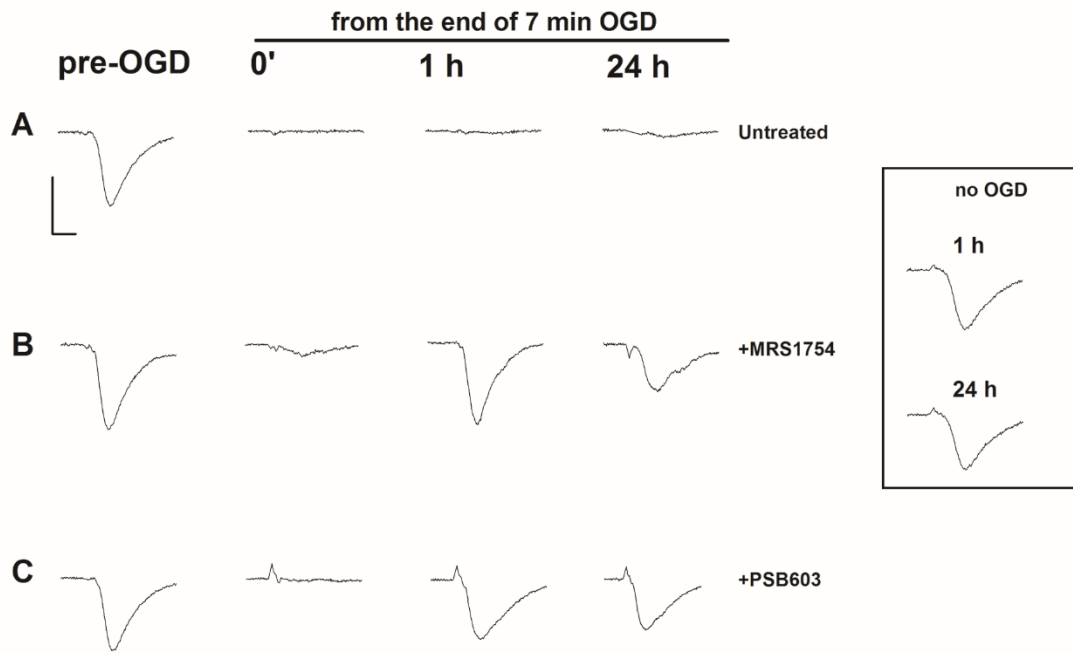 from the end of 7 min OGD
pre-OGD 0' 1 h 24 h
A Untreated
no OGD
1 h
B +MRS1754
24 h
C +PSB603